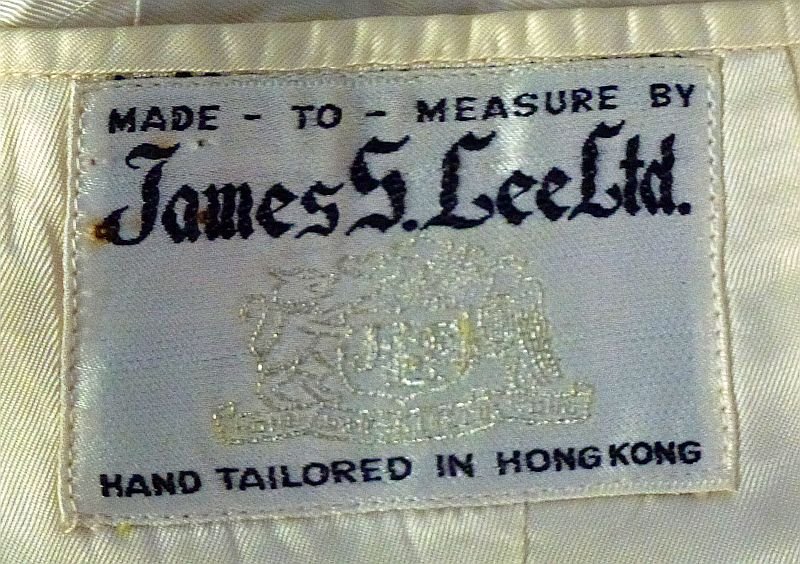 MADE - TO - MEASURE BY
James S. Lee Ltd.
HAND TAILORED IN HONG KONG